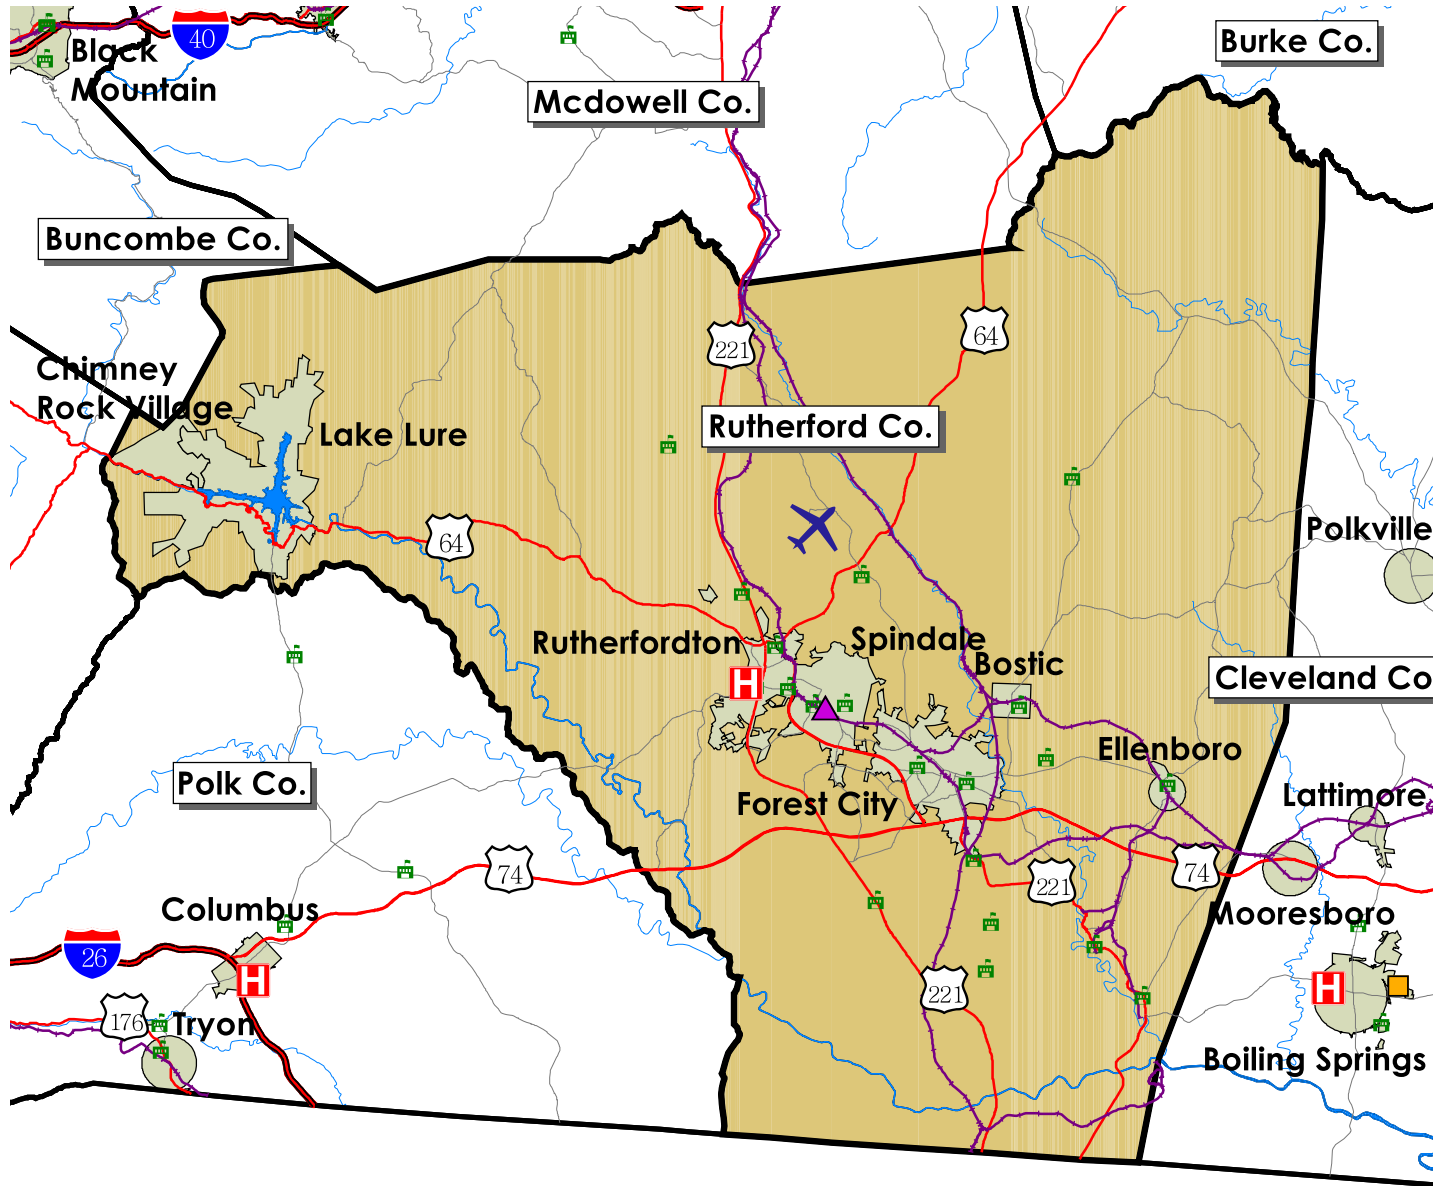 40
Burke Co.
Black
Mountain
Mcdowell Co.
Buncombe Co.
64
221
Chimney
Rock Village
Lake Lure
Rutherford Co.
Polkville
64
Rutherfordton
Spindale
Bostic
H
Cleveland Co
Ellenboro
Polk Co.
Forest City
Lattimore
74
221
74
Columbus
Mooresboro
26
H
221
H
176
Tryon
Boiling Springs